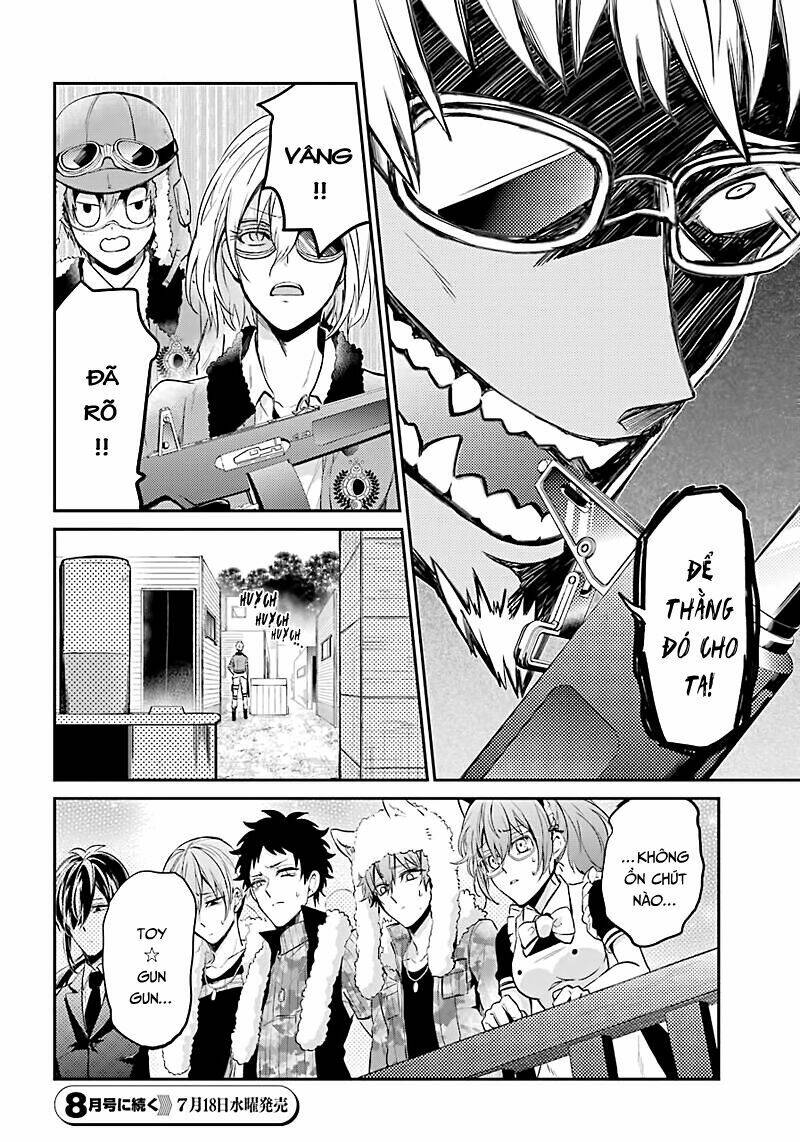 ĐỂ
THẰNG
ĐÓ CHO
TA!
VÂNG
!!
ĐÃ
RÕ
!!
HUỴCH
HUỴCH
HUỴCH...
...KHÔNG
ỔN CHÚT
NÀO...
TOY
☆
GUN
GUN...
8月号に続く 7月18日水曜発売